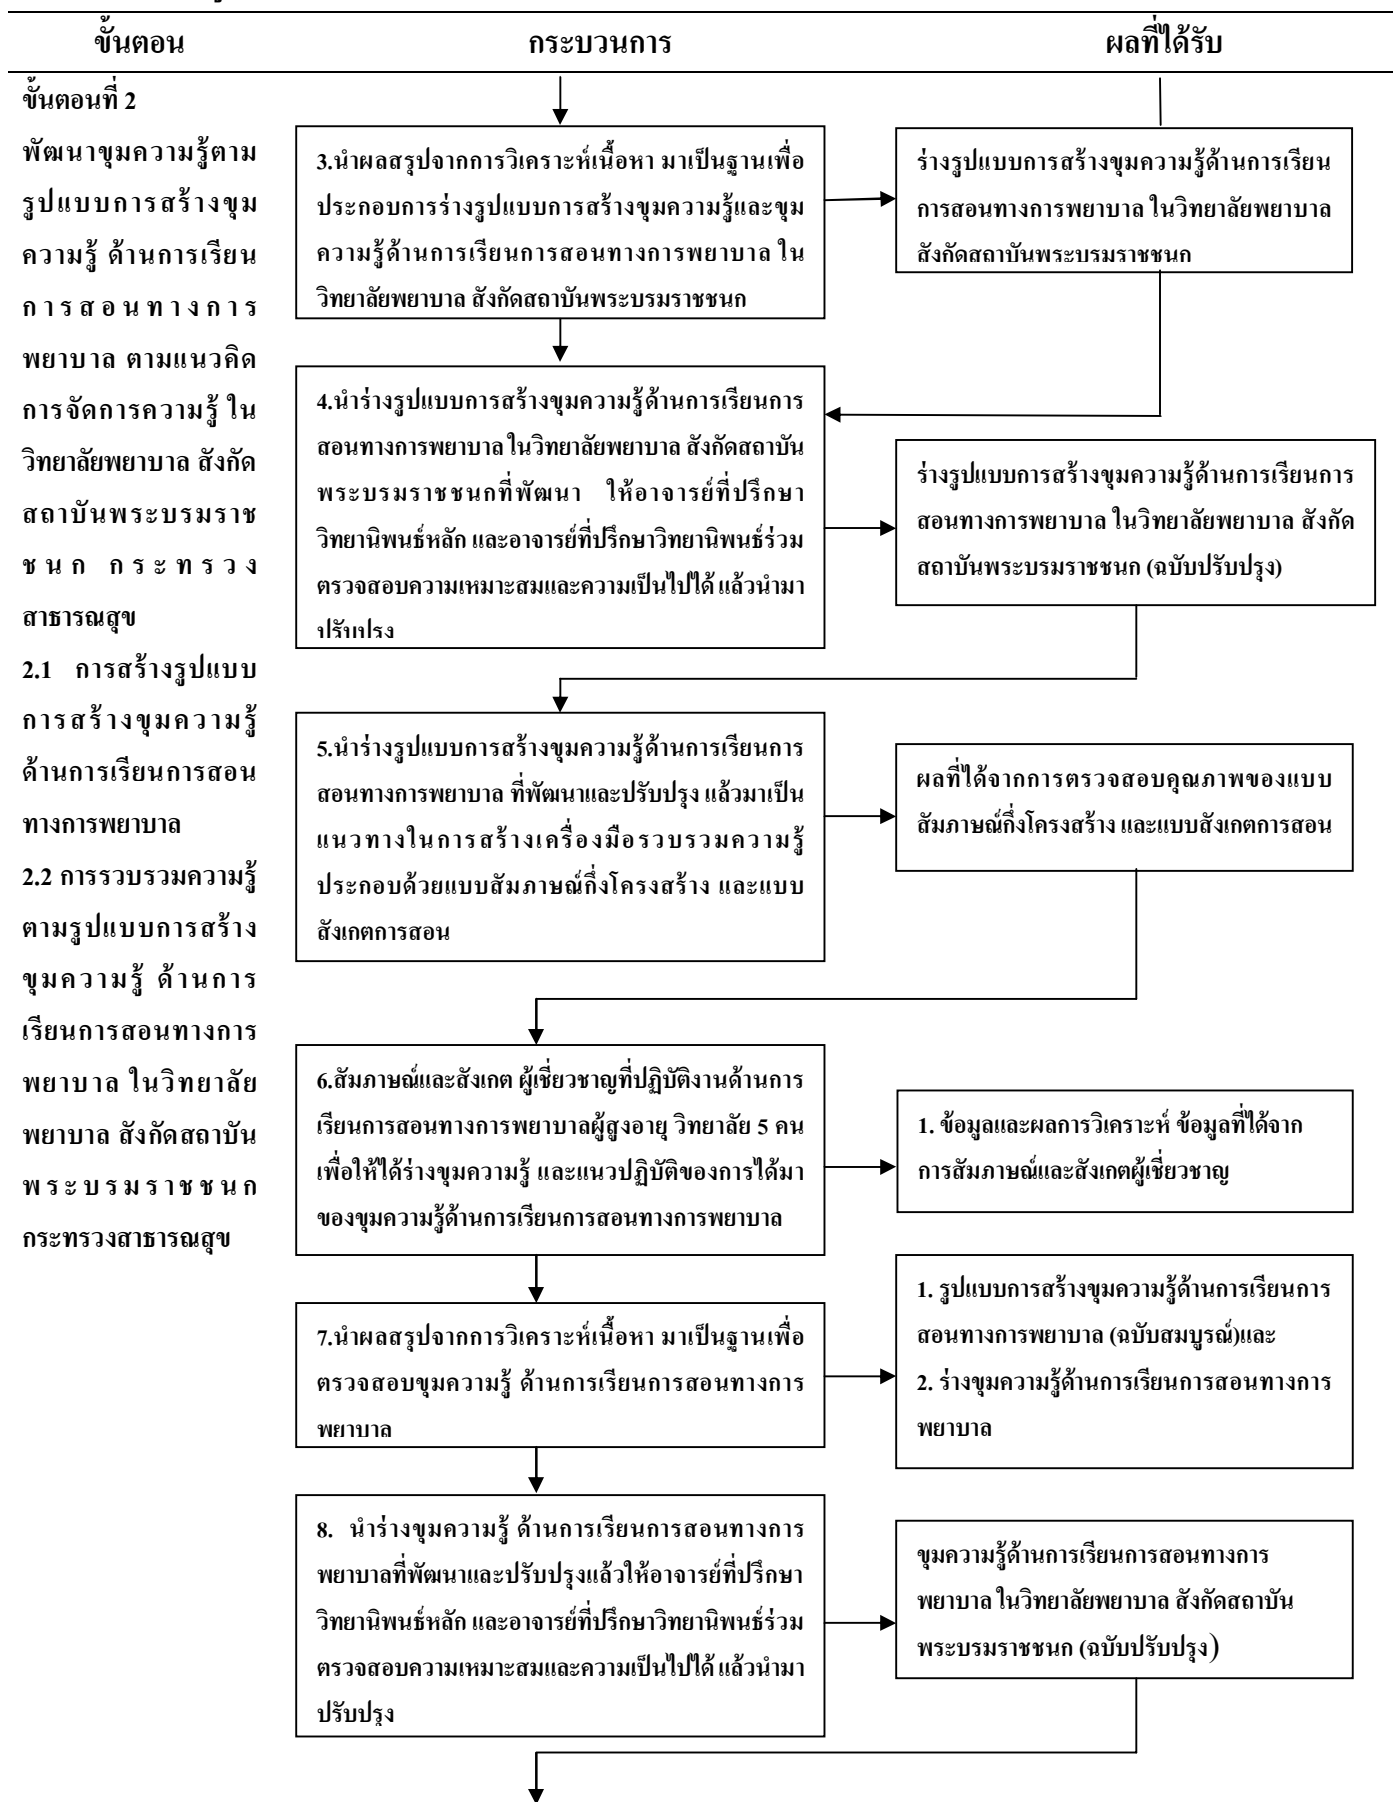 ขั้นตอน กระบวนการ ผลที่ได้รับ
ขั้นตอนที่ 2
พัฒนาขุมความรู้ตาม
รูปแบบการสร้างขุม
ความรู้ ด้านการเรียน
การสอนทางการ
พยาบาล ตามแนวคิด
การจัดการความรู้ ใน
วิทยาลัยพยาบาล สังกัด
สถาบันพระบรมราช
ชนก กระทรวง
สาธารณสุข
2.1 การสร้างรูปแบบ
การสร้างขุมความรู้
ด้านการเรียนการสอน
ทางการพยาบาล
2.2 การรวบรวมความรู้
ตามรูปแบบการสร้าง
ขุมความรู้ ด้านการ
เรียนการสอนทางการ
พยาบาล ในวิทยาลัย
พยาบาล สังกัดสถาบัน
พระบรมราชชนก
กระทรวงสาธารณสุข
3.นำผลสรุปจากการวิเคราะห์เนื้อหา มาเป็นฐานเพื่อ
ประกอบการร่างรูปแบบการสร้างขุมความรู้และขุม
ความรู้ด้านการเรียนการสอนทางการพยาบาล ใน
วิทยาลัยพยาบาล สังกัดสถาบันพระบรมราชชนก
ร่างรูปแบบการสร้างขุมความรู้ด้านการเรียน
การสอนทางการพยาบาล ในวิทยาลัยพยาบาล
สังกัดสถาบันพระบรมราชชนก
4.นำร่างรูปแบบการสร้างขุมความรู้ด้านการเรียนการ
สอนทางการพยาบาล ในวิทยาลัยพยาบาล สังกัดสถาบัน
พระบรมราชชนกที่พัฒนา ให้อาจารย์ที่ปรึกษา
วิทยานิพนธ์หลัก และอาจารย์ที่ปรึกษาวิทยานิพนธ์ร่วม
ตรวจสอบความเหมาะสมและความเป็นไปได้ แล้วนำมา
ปรับปรุง
ร่างรูปแบบการสร้างขุมความรู้ด้านการเรียนการ
สอนทางการพยาบาล ในวิทยาลัยพยาบาล สังกัด
สถาบันพระบรมราชชนก (ฉบับปรับปรุง)
5.นำร่างรูปแบบการสร้างขุมความรู้ด้านการเรียนการ
สอนทางการพยาบาล ที่พัฒนาและปรับปรุง แล้วมาเป็น
แนวทางในการสร้างเครื่องมือรวบรวมความรู้
ประกอบด้วยแบบสัมภาษณ์กึ่งโครงสร้าง และแบบ
สังเกตการสอน
ผลที่ได้จากการตรวจสอบคุณภาพของแบบ
สัมภาษณ์กึ่งโครงสร้าง และแบบสังเกตการสอน
6.สัมภาษณ์และสังเกต ผู้เชี่ยวชาญที่ปฏิบัติงานด้านการ
เรียนการสอนทางการพยาบาลผู้สูงอายุ วิทยาลัย 5 คน
เพื่อให้ได้ร่างขุมความรู้ และแนวปฏิบัติของการได้มา
ของขุมความรู้ด้านการเรียนการสอนทางการพยาบาล
1. ข้อมูลและผลการวิเคราะห์ ข้อมูลที่ได้จาก
การสัมภาษณ์และสังเกตผู้เชี่ยวชาญ
7.นำผลสรุปจากการวิเคราะห์เนื้อหา มาเป็นฐานเพื่อ
ตรวจสอบขุมความรู้ ด้านการเรียนการสอนทางการ
พยาบาล
1. รูปแบบการสร้างขุมความรู้ด้านการเรียนการ
สอนทางการพยาบาล (ฉบับสมบูรณ์)และ
2. ร่างขุมความรู้ด้านการเรียนการสอนทางการ
พยาบาล
8. นำร่างขุมความรู้ ด้านการเรียนการสอนทางการ
พยาบาลที่พัฒนาและปรับปรุงแล้วให้อาจารย์ที่ปรึกษา
วิทยานิพนธ์หลัก และอาจารย์ที่ปรึกษาวิทยานิพนธ์ร่วม
ตรวจสอบความเหมาะสมและความเป็นไปได้ แล้วนำมา
ปรับปรุง
ขุมความรู้ด้านการเรียนการสอนทางการ
พยาบาล ในวิทยาลัยพยาบาล สังกัดสถาบัน
พระบรมราชชนก (ฉบับปรับปรุง)